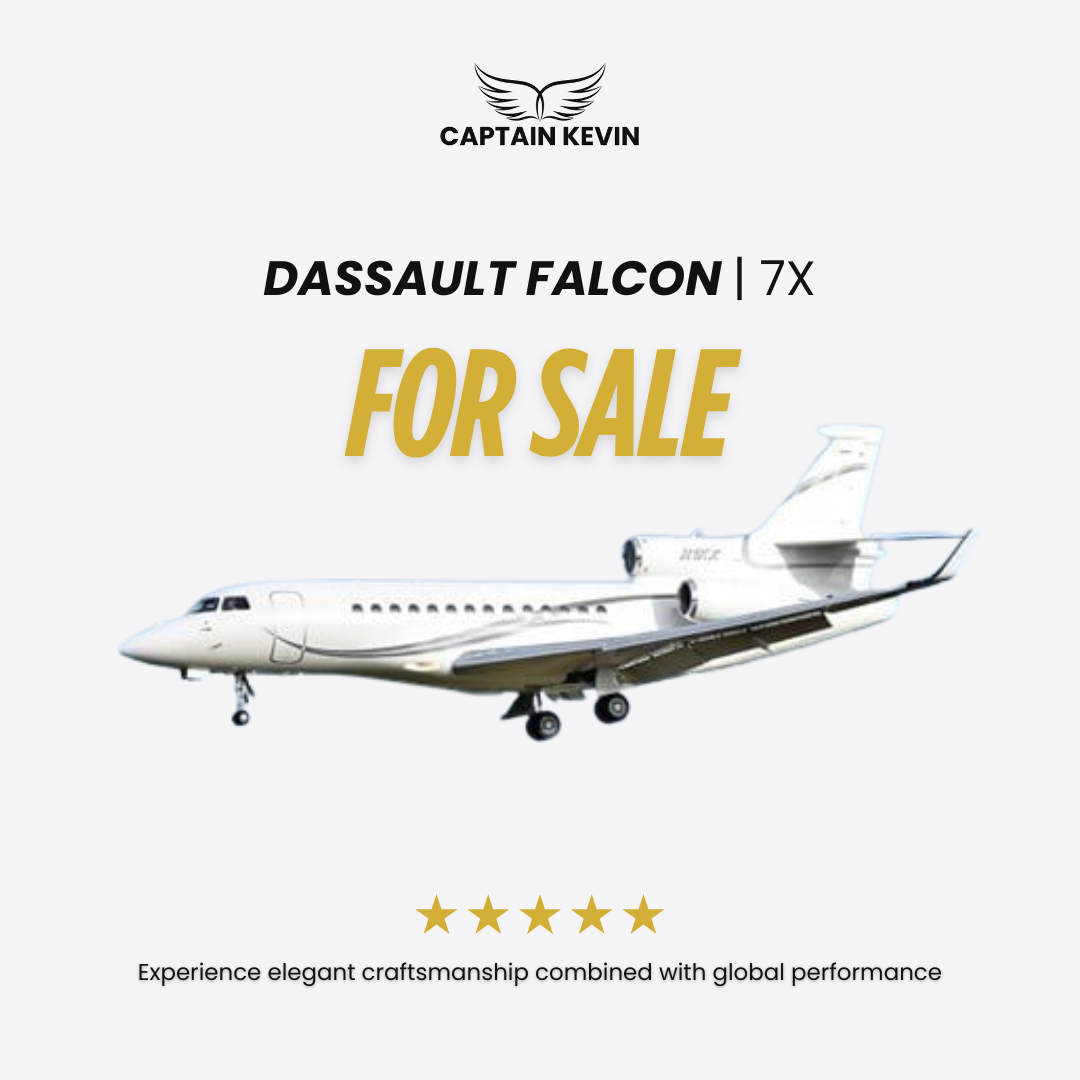 CAPTAIN KEVIN
DASSAULT FALCON | 7X
FOR SALE
Experience elegant craftsmanship combined with global performance